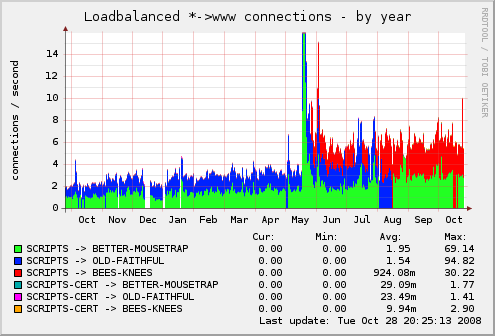 Loadbalanced *->www connections - by year
RRDTOOL / TOBI OETIKER
connections / second
14
12
10
8
6
4
2
0
Oct Nov Dec Jan Feb Mar Apr May Jun Jul Aug Sep Oct
Cur: Min: Avg: Max:
SCRIPTS -> BETTER-MOUSETRAP 0.00 0.00 1.95 69.14
SCRIPTS -> OLD-FAITHFUL 0.00 0.00 1.54 94.82
SCRIPTS -> BEES-KNEES 0.00 0.00 924.08m 30.22
SCRIPTS-CERT -> BETTER-MOUSETRAP 0.00 0.00 29.09m 1.77
SCRIPTS-CERT -> OLD-FAITHFUL 0.00 0.00 23.49m 1.41
SCRIPTS-CERT -> BEES-KNEES 0.00 0.00 9.94m 2.90
Last update: Tue Oct 28 20:25:13 2008